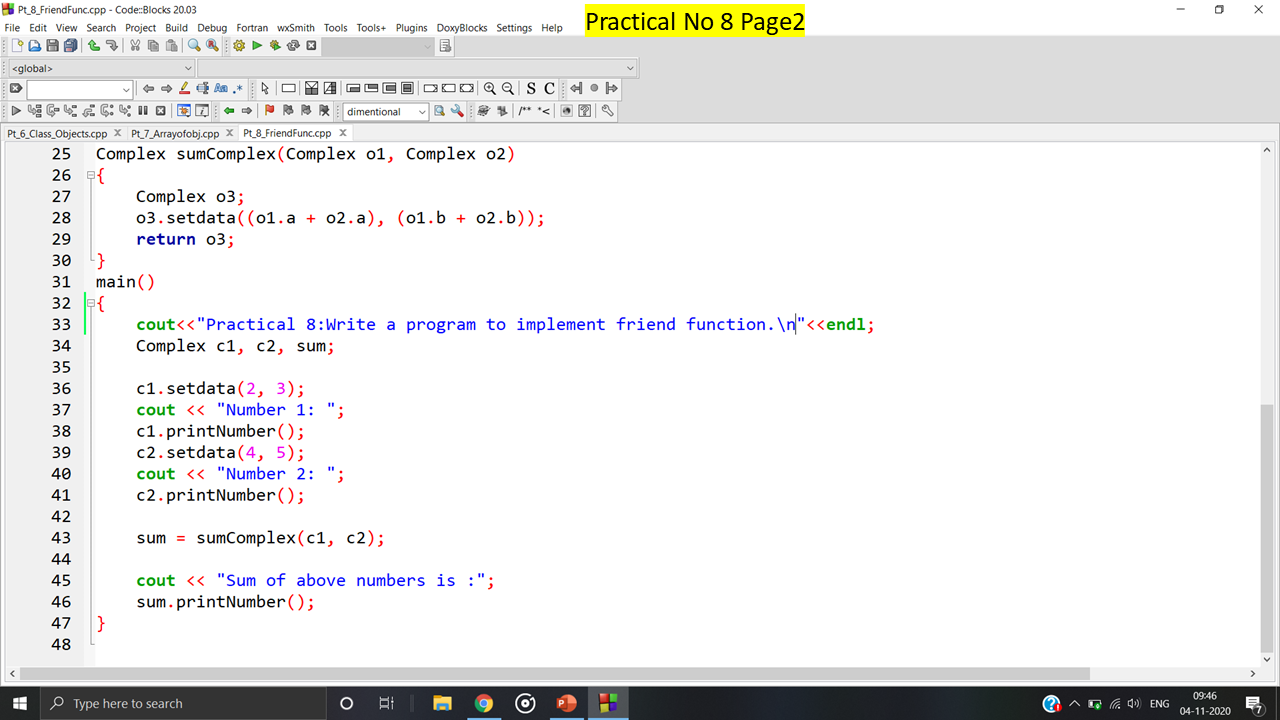 Pt_8_FriendFunc.cpp - Code::Blocks 20.03
Practical No 8 Page2
File Edit View Search Project Build Debug Fortran wxSmith Tools Tools+ Plugins DoxyBlocks Settings Help
<global>
Aa .* S C
dimentional /** *<
Pt_6_Class_Objects.cpp Pt_7_Arrayofobj.cpp Pt_8_FriendFunc.cpp
25 Complex sumComplex(Complex o1, Complex o2)
26 {
27 Complex o3;
28 o3.setdata((o1.a + o2.a), (o1.b + o2.b));
29 return o3;
30 }
31 main()
32 {
33 cout<<"Practical 8:Write a program to implement friend function.\n"<<endl;
34 Complex c1, c2, sum;
35
36 c1.setdata(2, 3);
37 cout << "Number 1: ";
38 c1.printNumber();
39 c2.setdata(4, 5);
40 cout << "Number 2: ";
41 c2.printNumber();
42
43 sum = sumComplex(c1, c2);
44
45 cout << "Sum of above numbers is :";
46 sum.printNumber();
47 }
48
Type here to search
ENG
09:46
04-11-2020
7